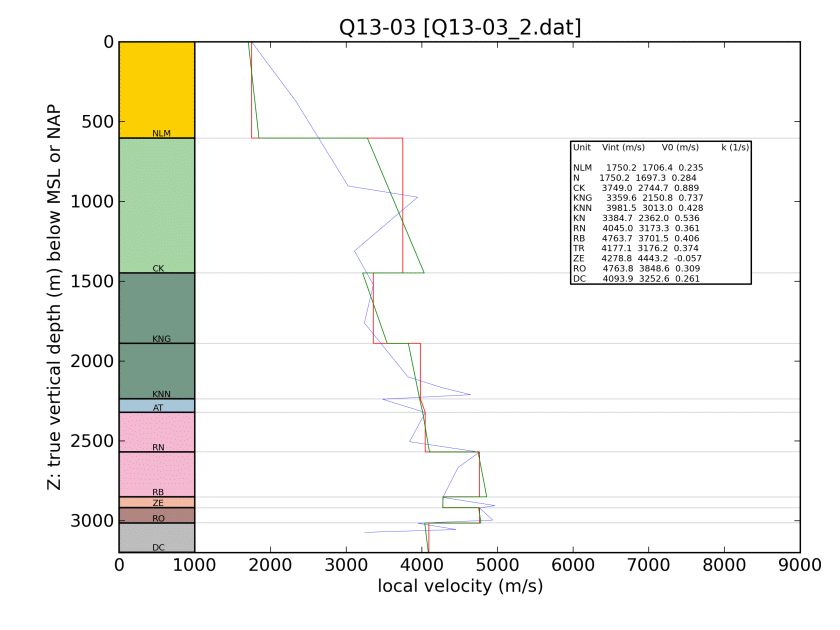 Q13-03 [Q13-03_2.dat]
Z: true vertical depth (m) below MSL or NAP
0
500
1000
1500
2000
2500
3000
NLM
CK
KNG
KNN
AT
RN
RB
ZE
RO
DC
Unit Vint (m/s) V0 (m/s) k (1/s)
NLM 1750.2 1706.4 0.235
N 1750.2 1697.3 0.284
CK 3749.0 2744.7 0.889
KNG 3359.6 2150.8 0.737
KNN 3981.5 3013.0 0.428
KN 3384.7 2362.0 0.536
RN 4045.0 3173.3 0.361
RB 4763.7 3701.5 0.406
TR 4177.1 3176.2 0.374
ZE 4278.8 4443.2 -0.057
RO 4763.8 3848.6 0.309
DC 4093.9 3252.6 0.261
0 1000 2000 3000 4000 5000 6000 7000 8000 9000
local velocity (m/s)